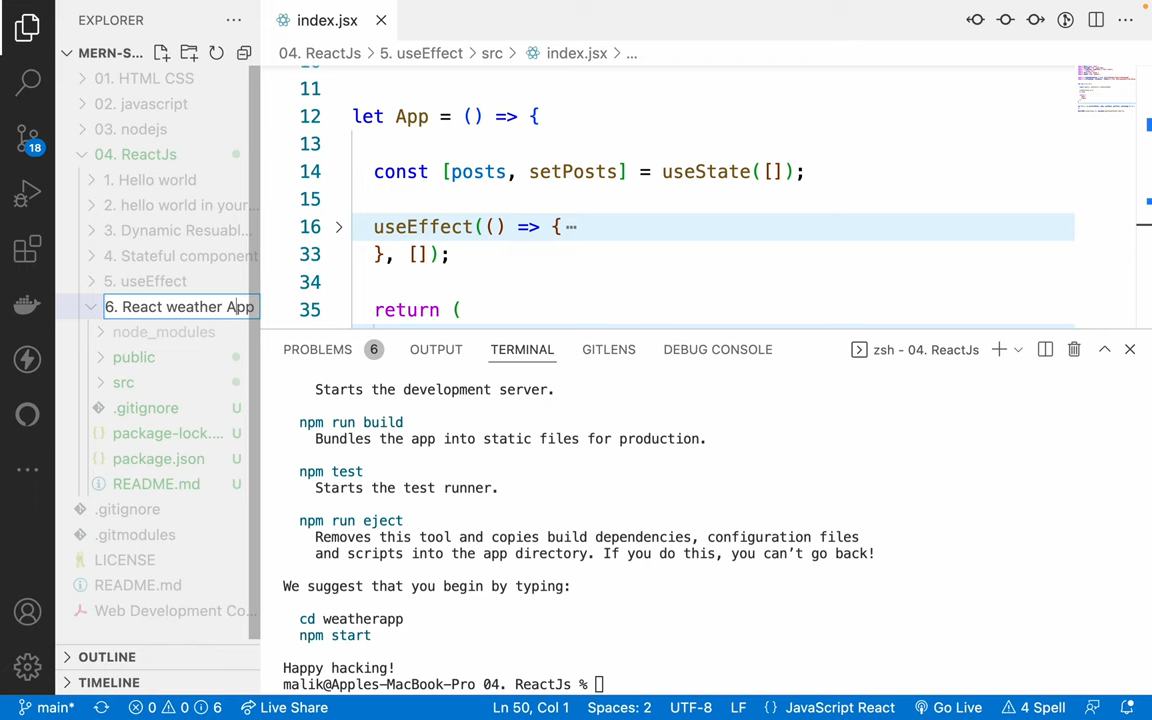 EXPLORER
MERN-S...
01. HTML CSS
02. javascript
03. nodejs
04. ReactJs
1. Hello world
2. hello world in your...
3. Dynamic Resuabl...
4. Stateful component
5. useEffect
6. React weather App
node_modules
public
src
.gitignore U
package-lock.... U
package.json U
README.md U
.gitignore
.gitmodules
LICENSE
README.md
Web Development Co...
OUTLINE
TIMELINE
18
index.jsx
04. ReactJs > 5. useEffect > src > index.jsx > ...
11
12 let App = () => {
13
14 const [posts, setPosts] = useState([]);
15
16 useEffect(() => {…
33 }, []);
34
35 return (
PROBLEMS 6 OUTPUT TERMINAL GITLENS DEBUG CONSOLE zsh - 04. ReactJs
Starts the development server.
npm run build
Bundles the app into static files for production.
npm test
Starts the test runner.
npm run eject
Removes this tool and copies build dependencies, configuration files
and scripts into the app directory. If you do this, you can’t go back!
We suggest that you begin by typing:
cd weatherapp
npm start
Happy hacking!
malik@Apples-MacBook-Pro 04. ReactJs %
main* 0 0 6 Live Share Ln 50, Col 1 Spaces: 2 UTF-8 LF {} JavaScript React Go Live 4 Spell